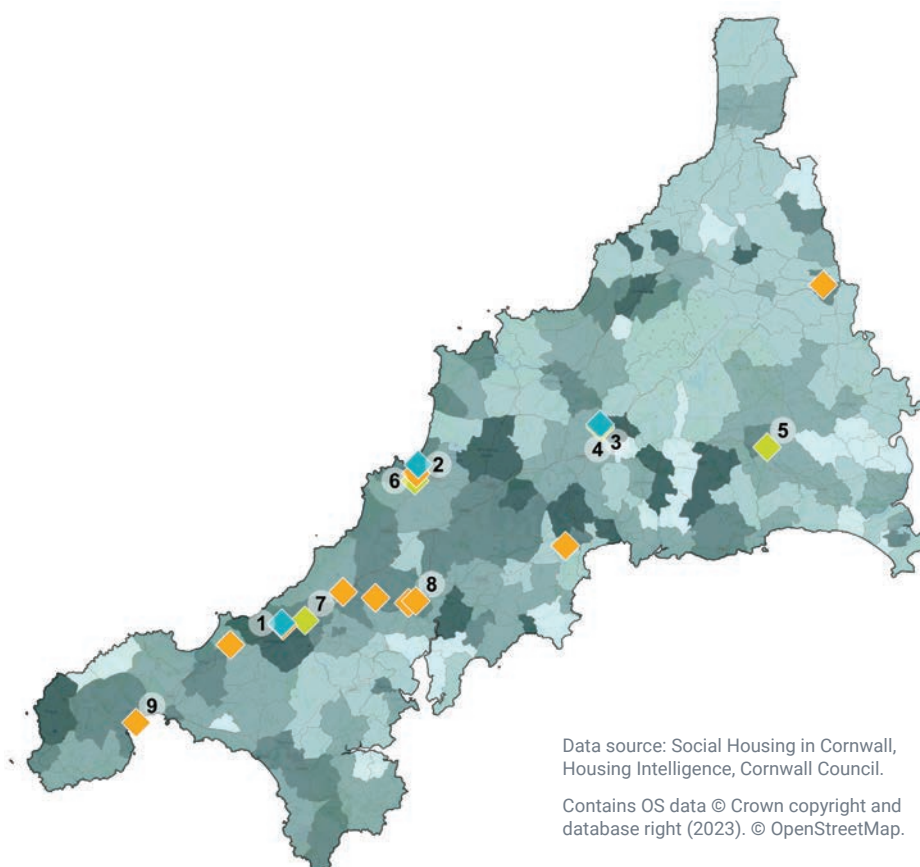 5
2
3
4
6
8
7
1
9
Data source: Social Housing in Cornwall,
Housing Intelligence, Cornwall Council.
Contains OS data © Crown copyright and
database right (2023). © OpenStreetMap.